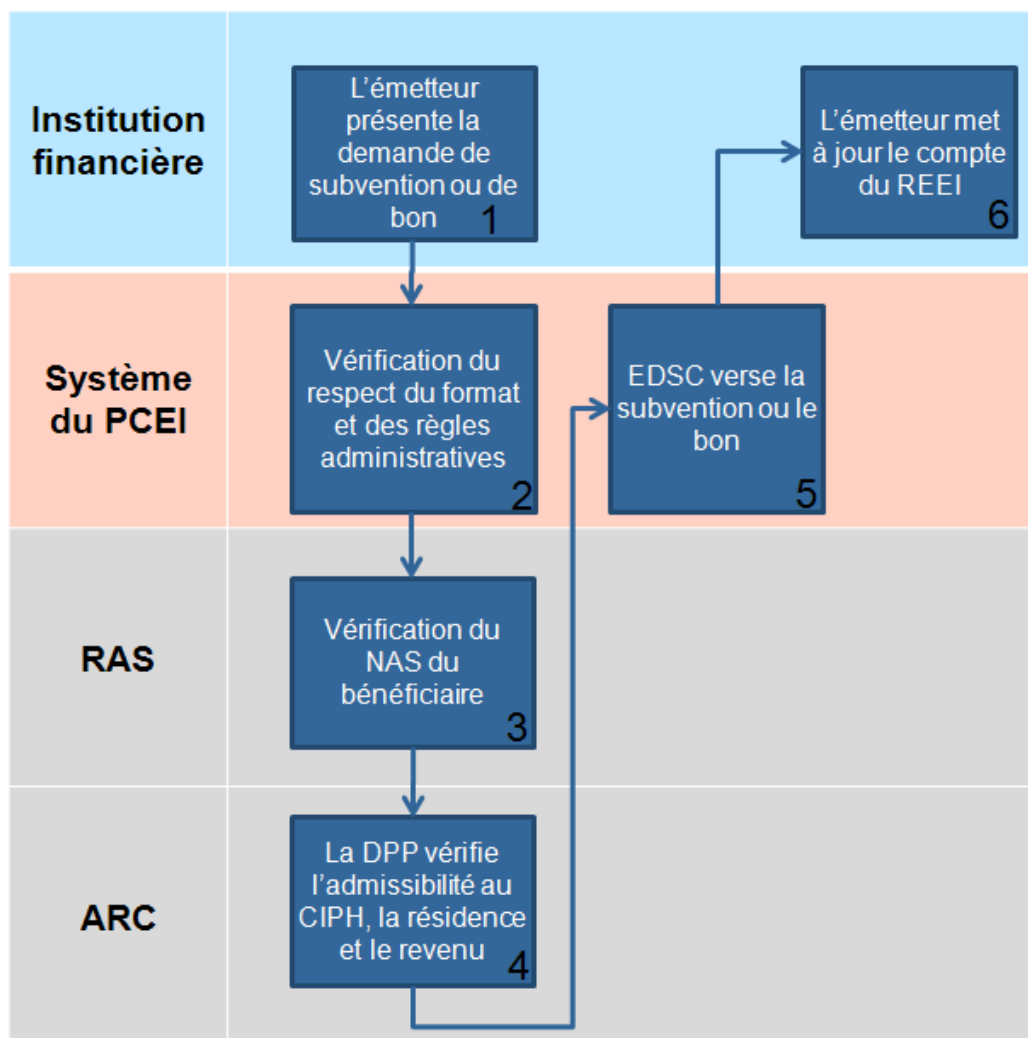 Institution
financière
L'émetteur
présente la
demande de
subvention ou de
bon
1
L'émetteur met
à jour le compte
du REEI
6
Système
du PCEI
Vérification du
respect du format
et des règles
administratives
2
EDSC verse la
subvention ou le
bon
5
RAS
Vérification du
NAS du
bénéficiaire
3
ARC
La DPP vérifie
l'admissibilité au
CIPH, la résidence
et le revenu
4